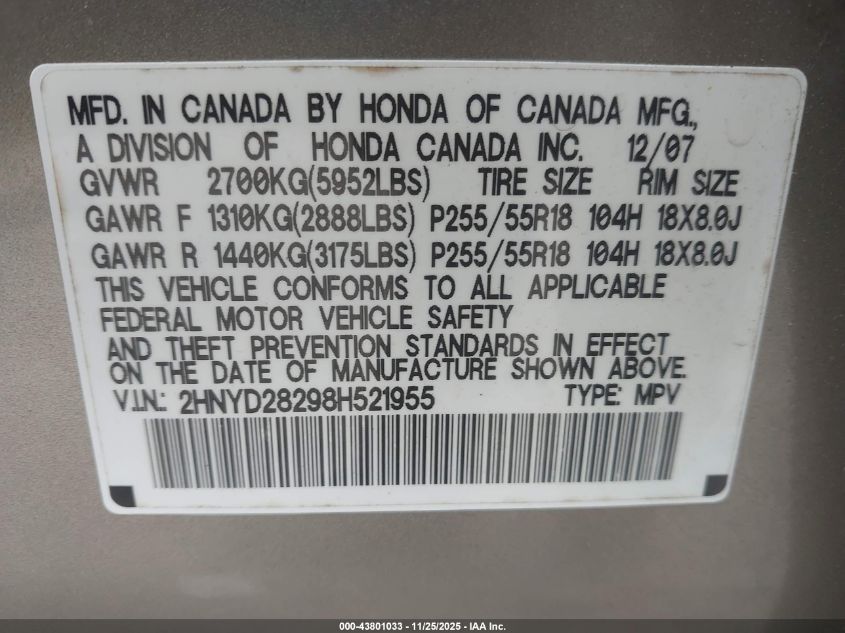 MFD. IN CANADA BY HONDA OF CANADA MFG.,
A DIVISION OF HONDA CANADA INC. 12/07
GVWR 2700KG(5952LBS) TIRE SIZE RIM SIZE
GAWR F 1310KG(2888LBS) P255/55R18 104H 18X8.0J
GAWR R 1440KG(3175LBS) P255/55R18 104H 18X8.0J
THIS VEHICLE CONFORMS TO ALL APPLICABLE
FEDERAL MOTOR VEHICLE SAFETY
AND THEFT PREVENTION STANDARDS IN EFFECT
ON THE DATE OF MANUFACTURE SHOWN ABOVE.
V.I.N.: 2HNYD28298H521955 TYPE: MPV
000-43801033 - 11/25/2025 - IAA Inc.